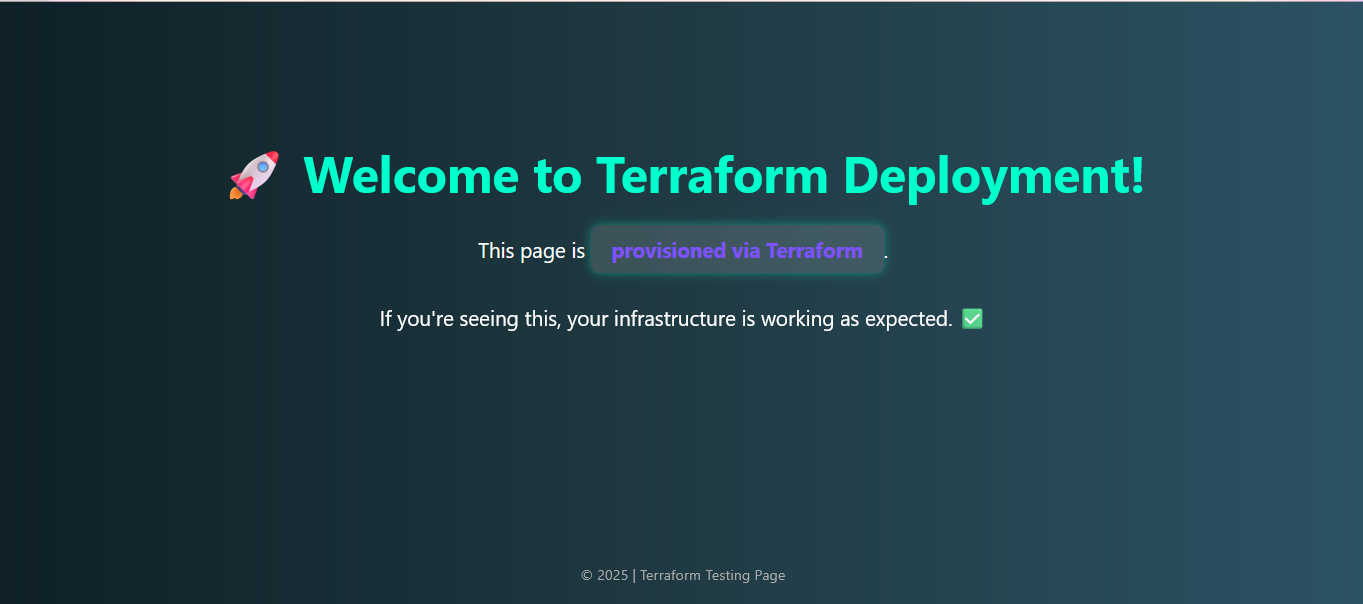 🚀 Welcome to Terraform Deployment!
This page is provisioned via Terraform.
If you're seeing this, your infrastructure is working as expected. ✅
© 2025 | Terraform Testing Page